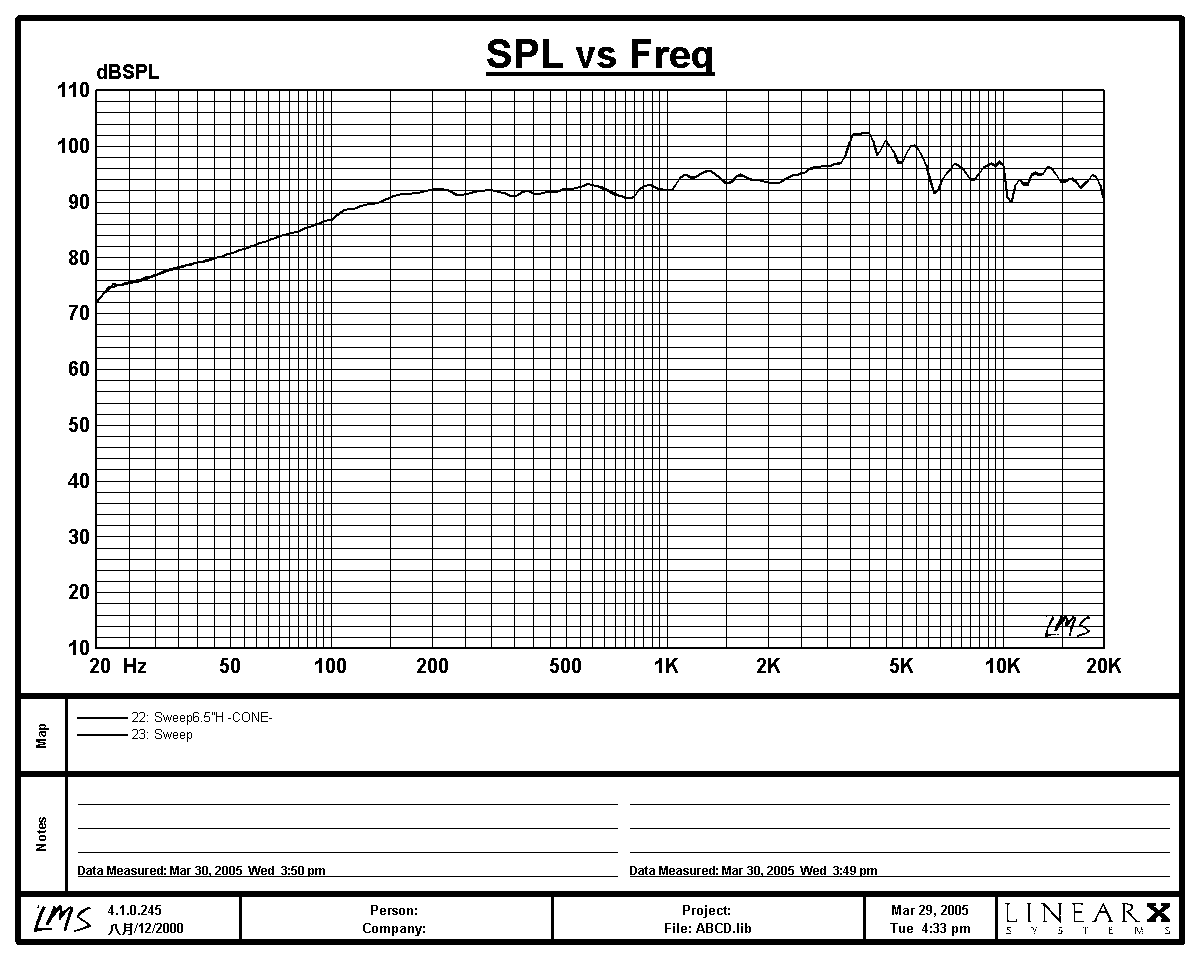 SPL vs Freq
dBSPL
110
100
90
80
70
60
50
40
30
20
10
20 Hz 50 100 200 500 1K 2K 5K 10K 20K
LMS
Map
22: Sweep6.5"H -CONE-
23: Sweep
Notes
Data Measured: Mar 30, 2005 Wed 3:50 pm
Data Measured: Mar 30, 2005 Wed 3:49 pm
LMS
4.1.0.245
八月/12/2000
Person:
Company:
Project:
File: ABCD.lib
Mar 29, 2005
Tue 4:33 pm
LINEARX
SYSTEMS